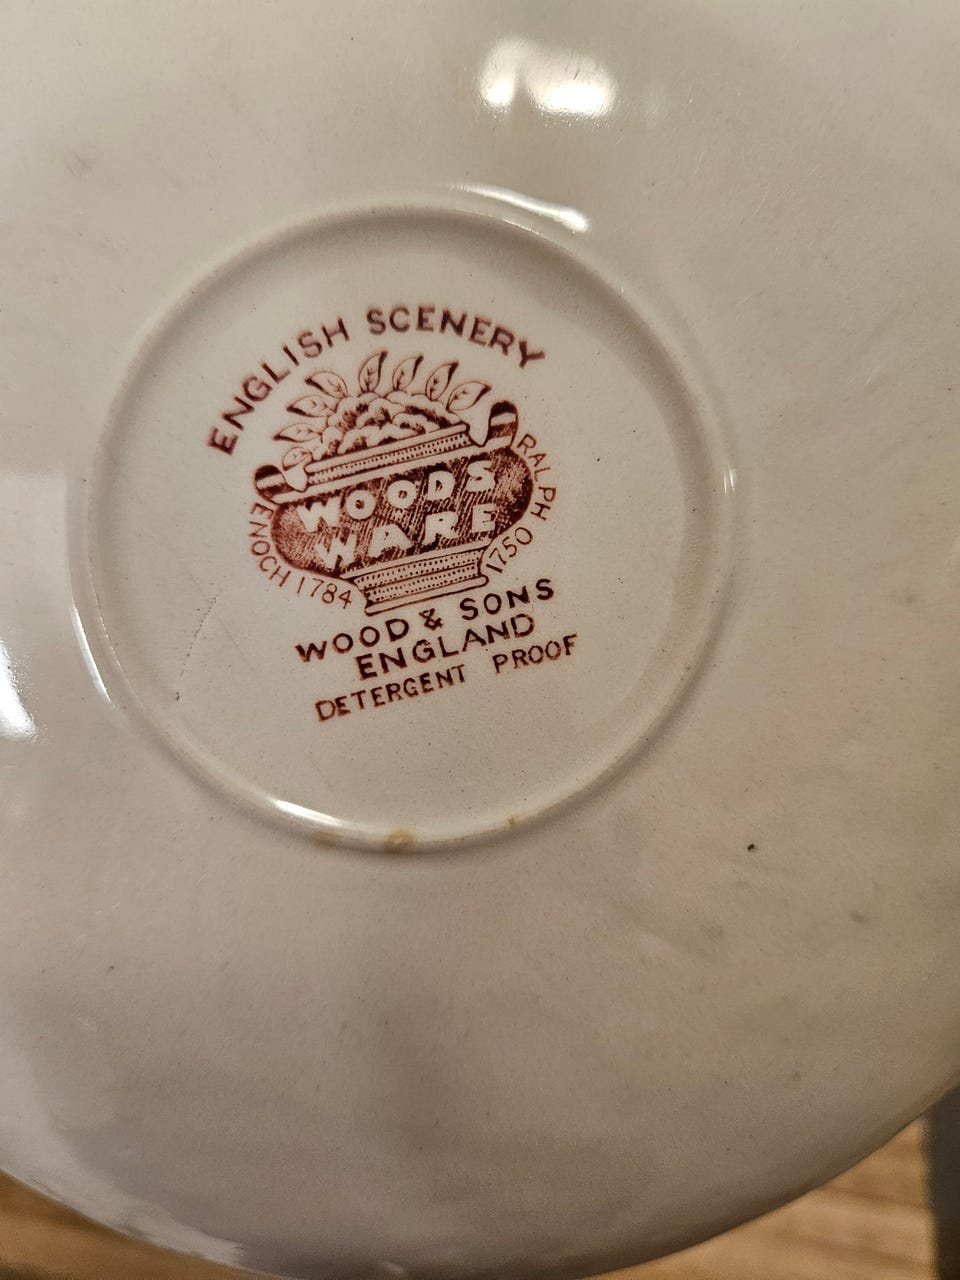 ENGLISH SCENERY
WOODS
WARE
ENOCH 1784
RALPH 1750
WOOD & SONS
ENGLAND
DETERGENT PROOF